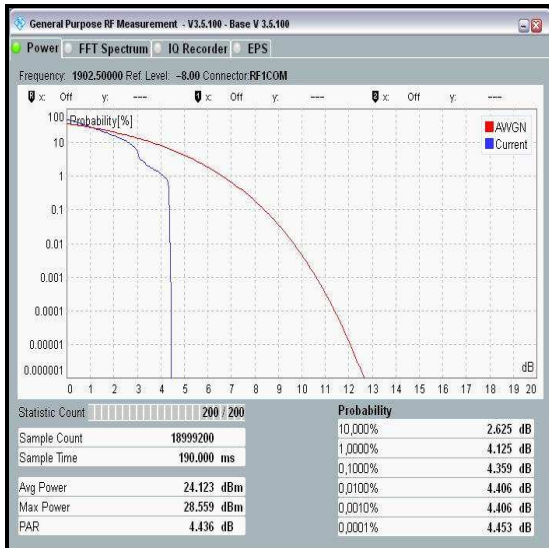 General Purpose RF Measurement - V3.5.100 - Base V 3.5.100
Power FFT Spectrum IQ Recorder EPS
Frequency: 1902.50000 Ref. Level: -8.00 Connector:RF1COM
x: Off y: --- x: Off y: --- x: Off y: ---
Probability[%]
AWGN
Current
100
10
1
0.1
0.01
0.001
0.0001
0.00001
0.000001
dB
0 1 2 3 4 5 6 7 8 9 10 11 12 13 14 15 16 17 18 19 20
Statistic Count 200 / 200
Sample Count 18999200
Sample Time 190.000 ms
Avg Power 24.123 dBm
Max Power 28.559 dBm
PAR 4.436 dB
Probability
10,000% 2.625 dB
1,0000% 4.125 dB
0,1000% 4.359 dB
0,0100% 4.406 dB
0,0010% 4.406 dB
0,0001% 4.453 dB